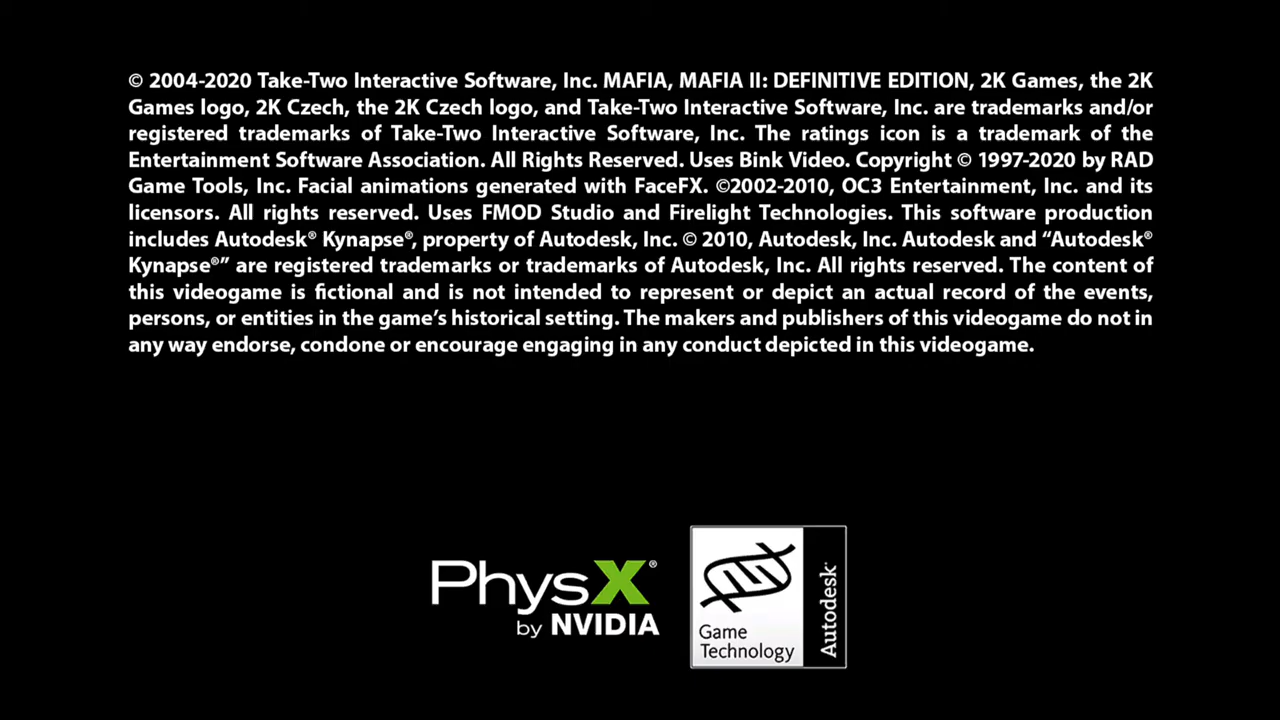 © 2004-2020 Take-Two Interactive Software, Inc. MAFIA, MAFIA II: DEFINITIVE EDITION, 2K Games, the 2K
Games logo, 2K Czech, the 2K Czech logo, and Take-Two Interactive Software, Inc. are trademarks and/or
registered trademarks of Take-Two Interactive Software, Inc. The ratings icon is a trademark of the
Entertainment Software Association. All Rights Reserved. Uses Bink Video. Copyright © 1997-2020 by RAD
Game Tools, Inc. Facial animations generated with FaceFX. ©2002-2010, OC3 Entertainment, Inc. and its
licensors. All rights reserved. Uses FMOD Studio and Firelight Technologies. This software production
includes Autodesk® Kynapse®, property of Autodesk, Inc. © 2010, Autodesk, Inc. Autodesk and “Autodesk®
Kynapse®” are registered trademarks or trademarks of Autodesk, Inc. All rights reserved. The content of
this videogame is fictional and is not intended to represent or depict an actual record of the events,
persons, or entities in the game’s historical setting. The makers and publishers of this videogame do not in
any way endorse, condone or encourage engaging in any conduct depicted in this videogame.
PhysX®
by NVIDIA
Game
Technology
Autodesk